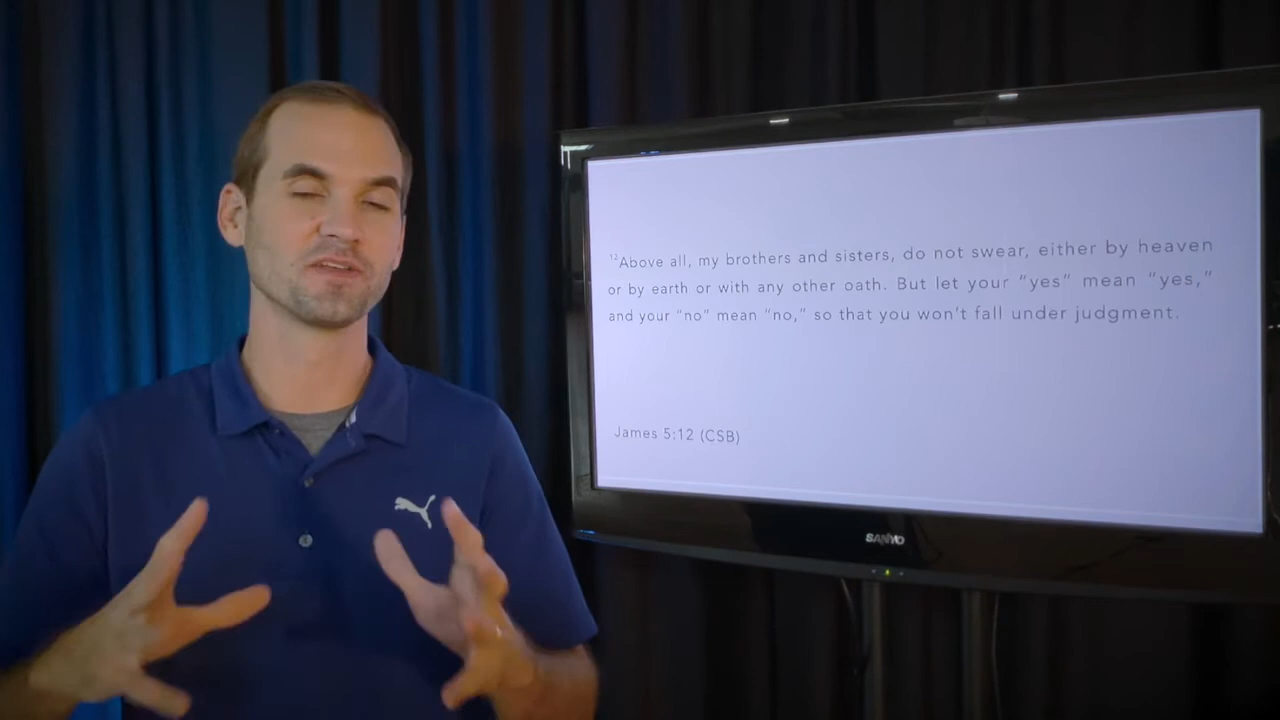 ¹²Above all, my brothers and sisters, do not swear, either by heaven
or by earth or with any other oath. But let your “yes” mean “yes,”
and your “no” mean “no,” so that you won’t fall under judgment.
James 5:12 (CSB)
SANYO